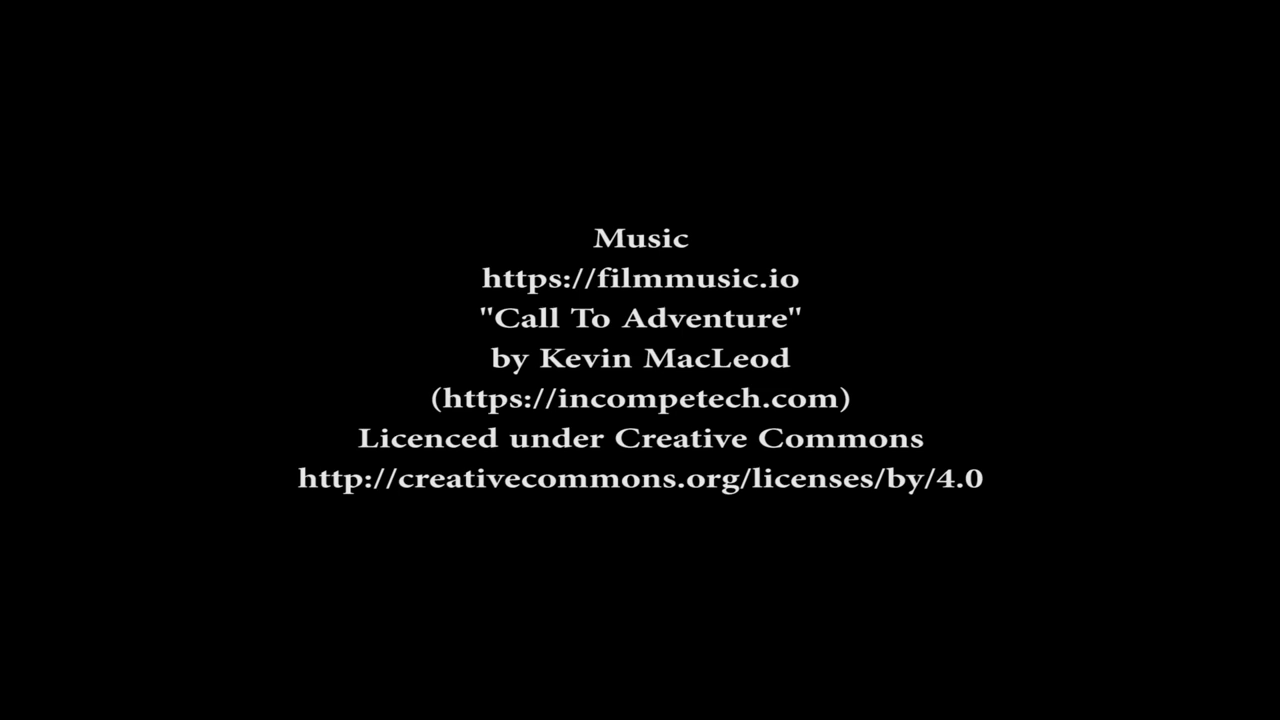 Music
https://filmmusic.io
"Call To Adventure"
by Kevin MacLeod
(https://incompetech.com)
Licenced under Creative Commons
http://creativecommons.org/licenses/by/4.0